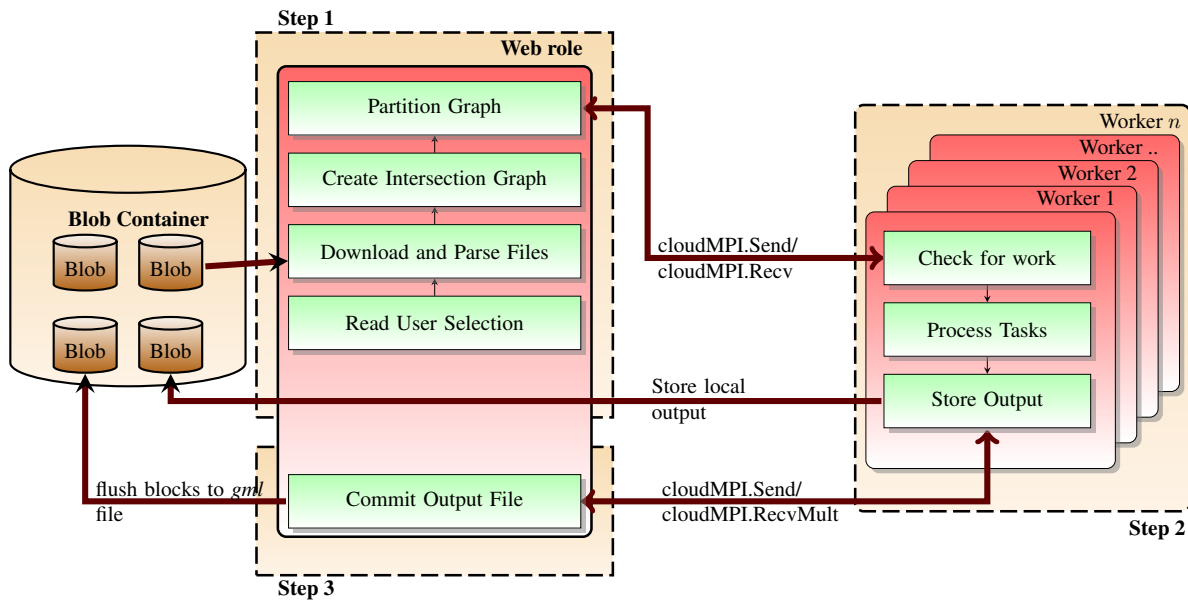 Step 1
Web role
Partition Graph
Create Intersection Graph
Download and Parse Files
Read User Selection
Commit Output File
Step 3
Blob Container
Blob
Blob
Blob
Blob
flush blocks to gml
file
cloudMPI.Send/
cloudMPI.Recv
Store local
output
cloudMPI.Send/
cloudMPI.RecvMult
Worker n
Worker ..
Worker 2
Worker 1
Check for work
Process Tasks
Store Output
Step 2